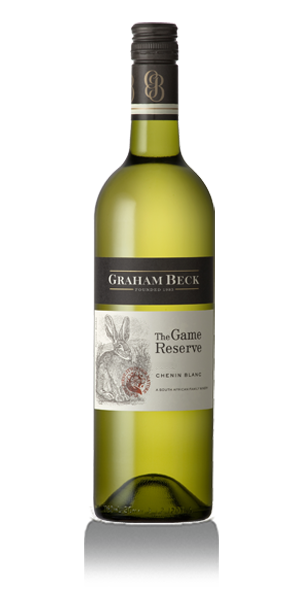 GRAHAM BECK
The Game
Reserve
CHENIN BLANC